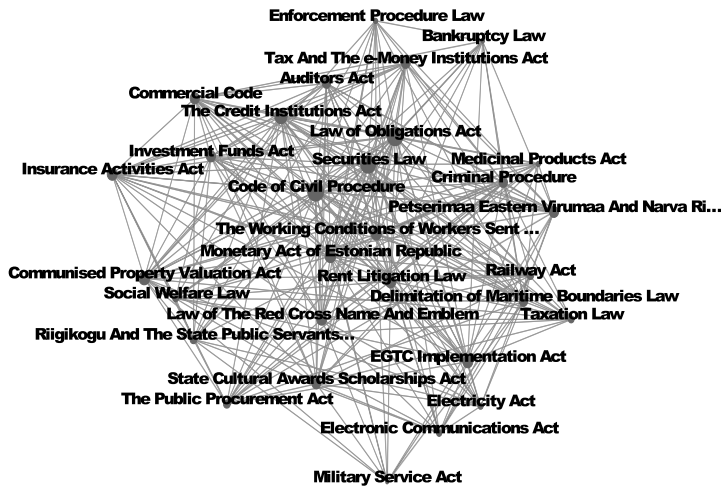 Enforcement Procedure Law
Bankruptcy Law
Tax And The e-Money Institutions Act
Auditors Act
Commercial Code
The Credit Institutions Act
Law of Obligations Act
Investment Funds Act
Securities Law
Medicinal Products Act
Insurance Activities Act
Criminal Procedure
Code of Civil Procedure
Petserimaa Eastern Virumaa And Narva Ri...
The Working Conditions of Workers Sent ...
Monetary Act of Estonian Republic
Communised Property Valuation Act
Rent Litigation Law
Railway Act
Social Welfare Law
Delimitation of Maritime Boundaries Law
Law of The Red Cross Name And Emblem
Taxation Law
Riigikogu And The State Public Servants...
EGTC Implementation Act
State Cultural Awards Scholarships Act
The Public Procurement Act
Electricity Act
Electronic Communications Act
Military Service Act